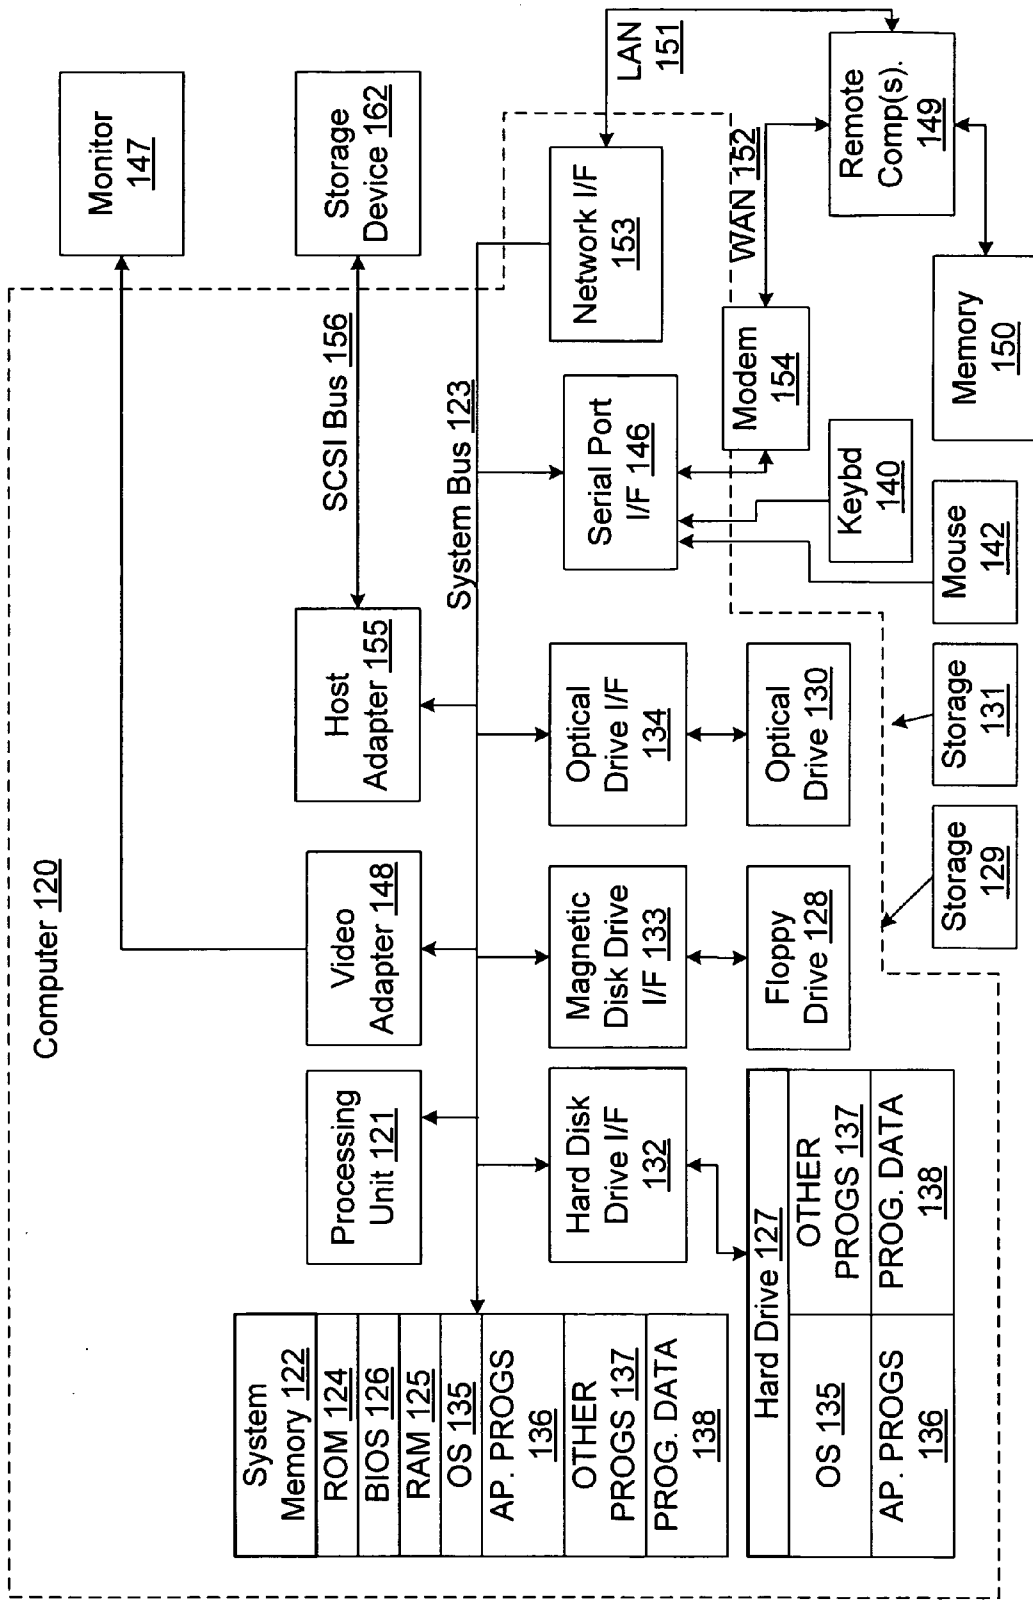 Computer 120
Monitor
147
Storage
Device 162
SCSI Bus 156
Processing
Unit 121
Video
Adapter 148
Host
Adapter 155
System Bus 123
System
Memory 122
ROM 124
BIOS 126
RAM 125
OS 135
AP. PROGS
136
OTHER
PROGS 137
PROG. DATA
138
Hard Disk
Drive I/F
132
Magnetic
Disk Drive
I/F 133
Optical
Drive I/F
134
Serial Port
I/F 146
Network I/F
153
LAN
151
Hard Drive 127
OS 135
OTHER
PROGS 137
AP. PROGS
136
PROG. DATA
138
Floppy
Drive 128
Optical
Drive 130
Modem
154
WAN 152
Keybd
140
Remote
Comp(s).
149
Storage
129
Storage
131
Mouse
142
Memory
150